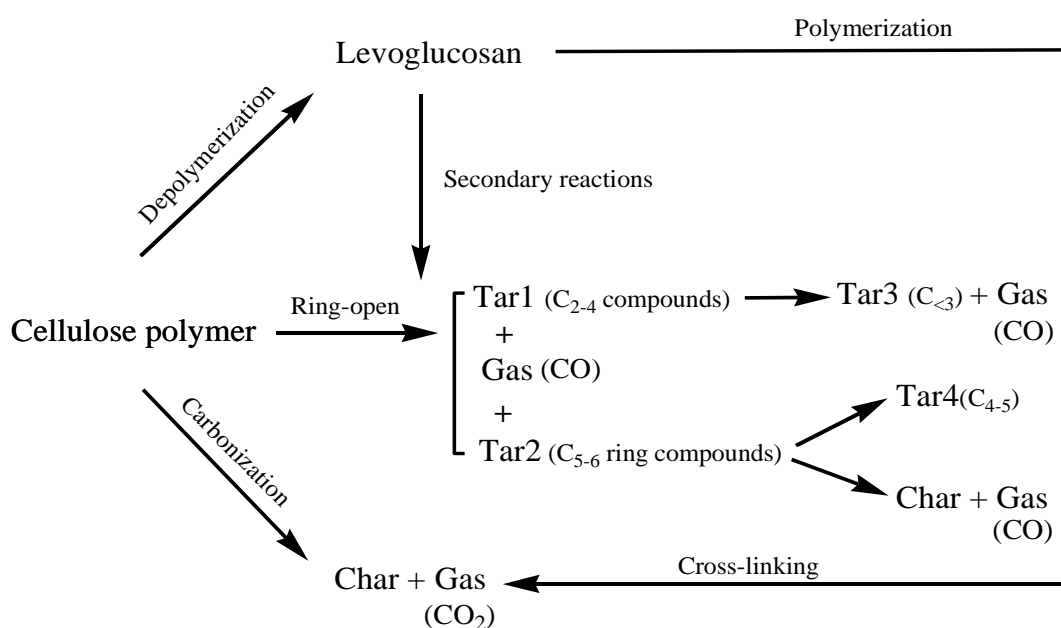 Polymerization
Levoglucosan
Depolymerization
Secondary reactions
Ring-open
Tar1 (C2-4 compounds)
Tar3 (C<3) + Gas
(CO)
Cellulose polymer
+
Gas (CO)
+
Tar4(C4-5)
Tar2 (C5-6 ring compounds)
Carbonization
Char + Gas
(CO)
Cross-linking
Char + Gas
(CO2)